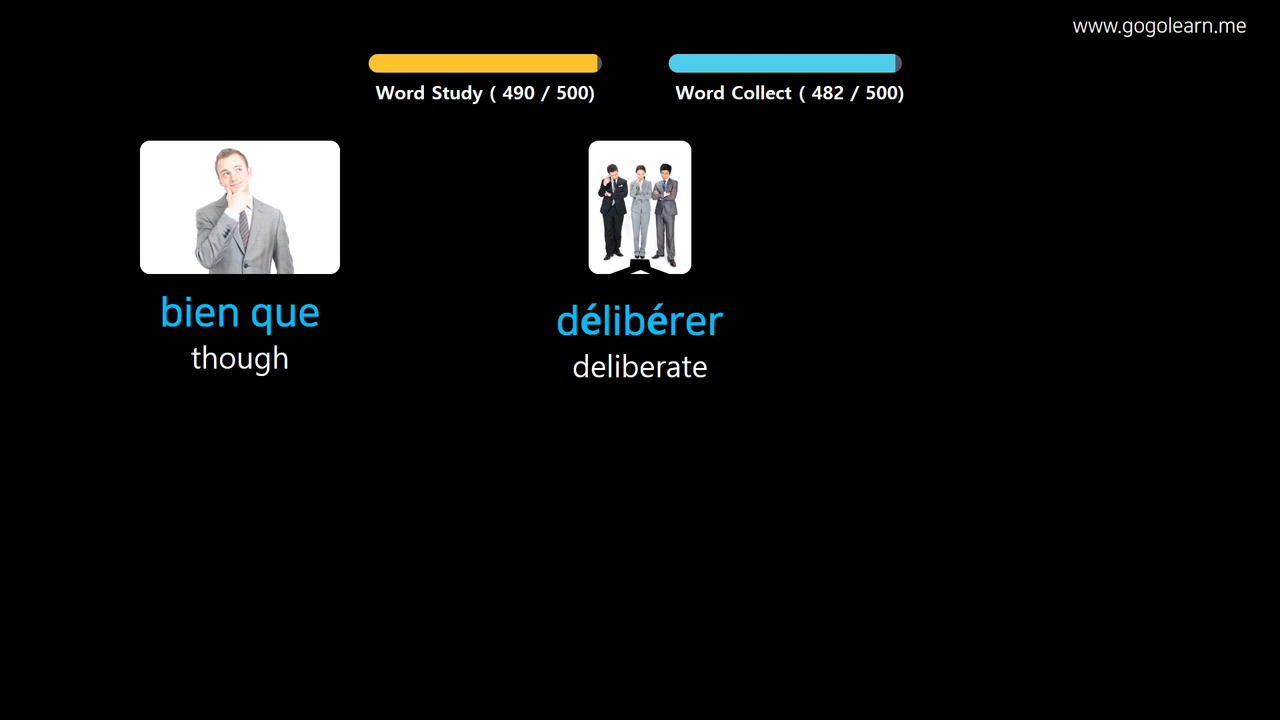 www.gogolearn.me
Word Study ( 490 / 500)
Word Collect ( 482 / 500)
bien que
though
délibérer
deliberate